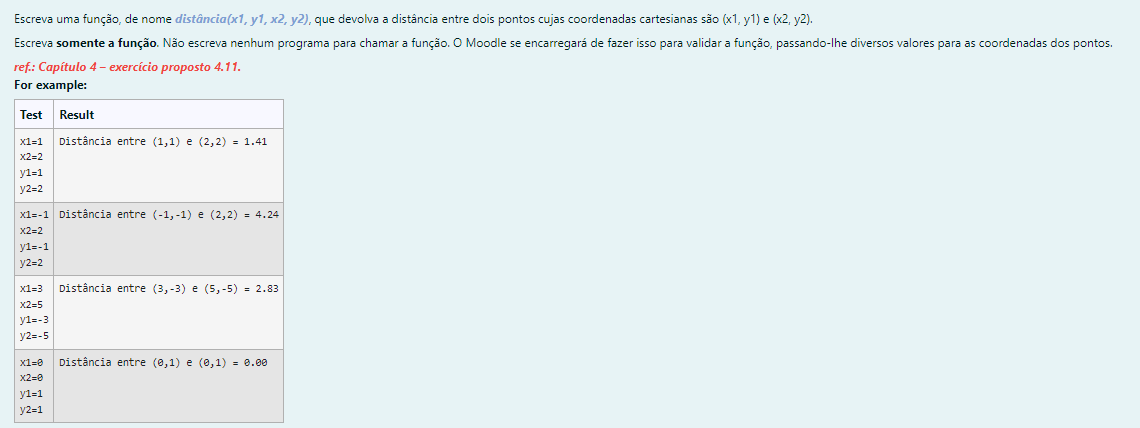 Escreva uma função, de nome distância(x1, y1, x2, y2), que devolva a distância entre dois pontos cujas coordenadas cartesianas são (x1, y1) e (x2, y2).
Escreva somente a função. Não escreva nenhum programa para chamar a função. O Moodle se encarregará de fazer isso para validar a função, passando-lhe diversos valores para as coordenadas dos pontos.
ref.: Capítulo 4 – exercício proposto 4.11.
For example:
Test Result
x1=1 Distância entre (1,1) e (2,2) = 1.41
x2=2
y1=1
y2=2
x1=-1 Distância entre (-1,-1) e (2,2) = 4.24
x2=2
y1=-1
y2=2
x1=3 Distância entre (3,-3) e (5,-5) = 2.83
x2=5
y1=-3
y2=-5
x1=0 Distância entre (0,1) e (0,1) = 0.00
x2=0
y1=1
y2=1